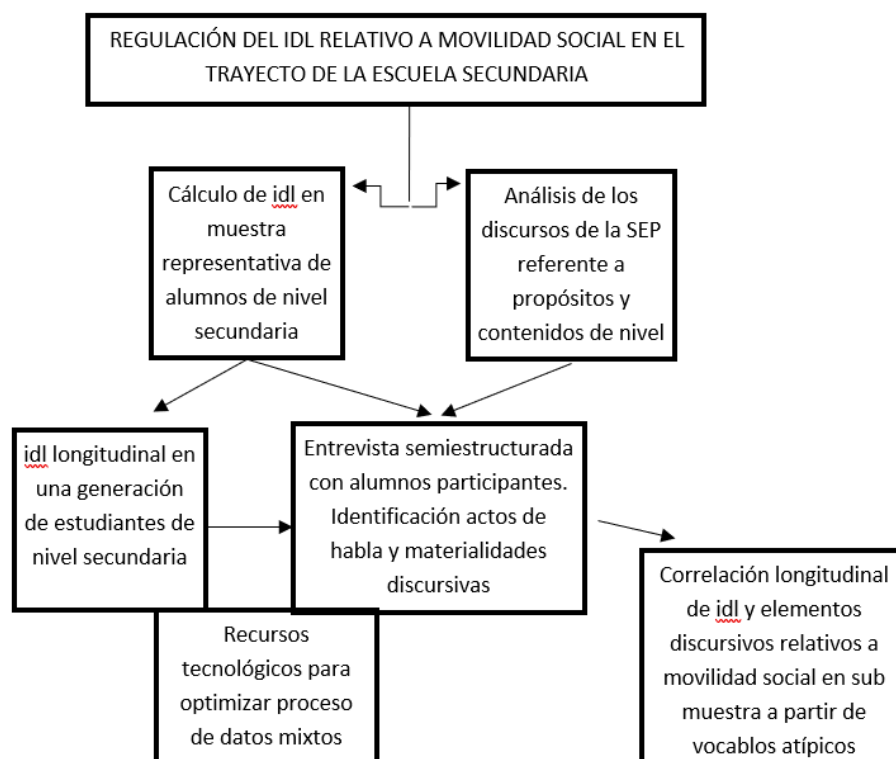 REGULACIÓN DEL IDL RELATIVO A MOVILIDAD SOCIAL EN EL
TRAYECTO DE LA ESCUELA SECUNDARIA
Cálculo de idl en
muestra
representativa de
alumnos de nivel
secundaria
Análisis de los
discursos de la SEP
referente a
propósitos y
contenidos de nivel
idl longitudinal en
una generación
de estudiantes de
nivel secundaria
Entrevista semiestructurada
con alumnos participantes.
Identificación actos de
habla y materialidades
discursivas
Recursos
tecnológicos para
optimizar proceso
de datos mixtos
Correlación longitudinal
de idl y elementos
discursivos relativos a
movilidad social en sub
muestra a partir de
vocablos atípicos